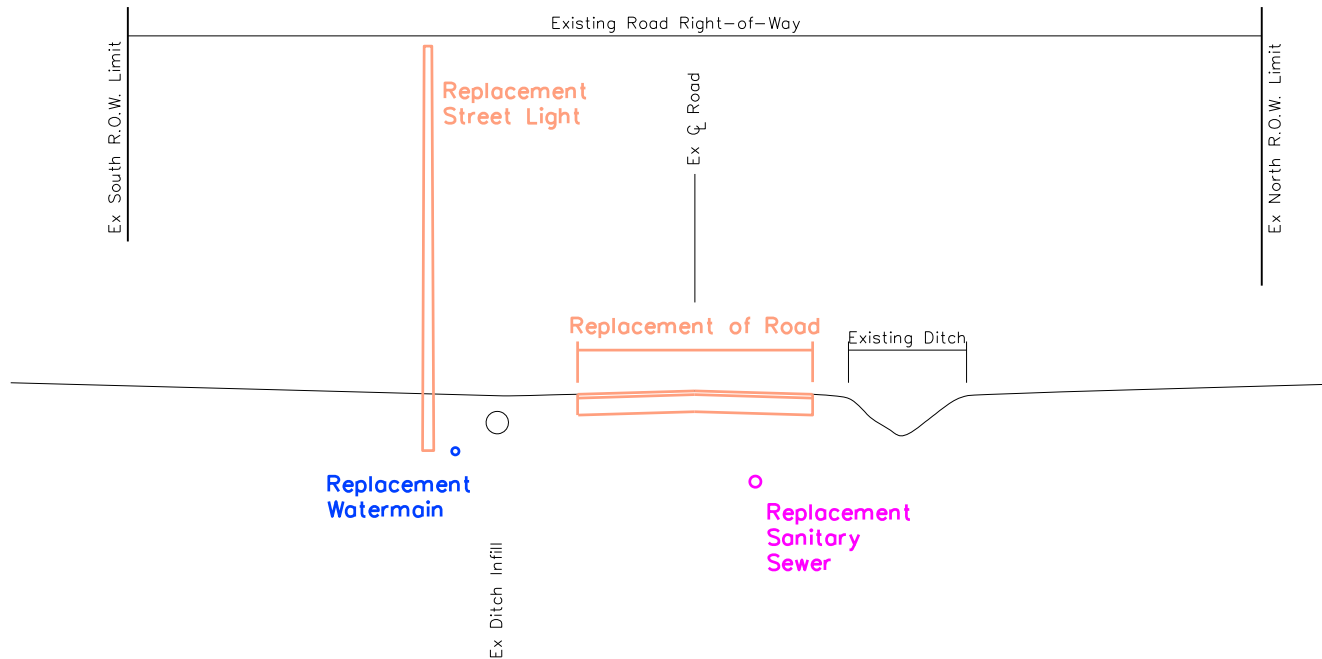 Existing Road Right-of-Way
Ex South R.O.W. Limit
Replacement
Street Light
Ex ℄ Road
Ex North R.O.W. Limit
Replacement of Road
Existing Ditch
Replacement
Watermain
Replacement
Sanitary
Sewer
Ex Ditch Infill